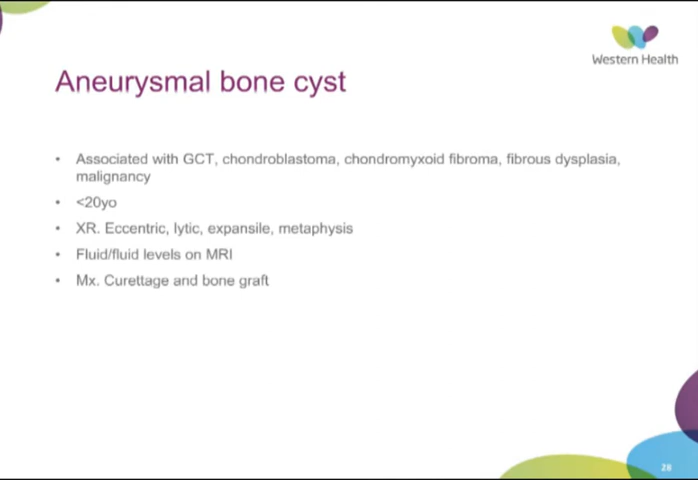 Western Health
Aneurysmal bone cyst
• Associated with GCT, chondroblastoma, chondromyxoid fibroma, fibrous dysplasia,
malignancy
• <20yo
• XR. Eccentric, lytic, expansile, metaphysis
• Fluid/fluid levels on MRI
• Mx. Curettage and bone graft
28